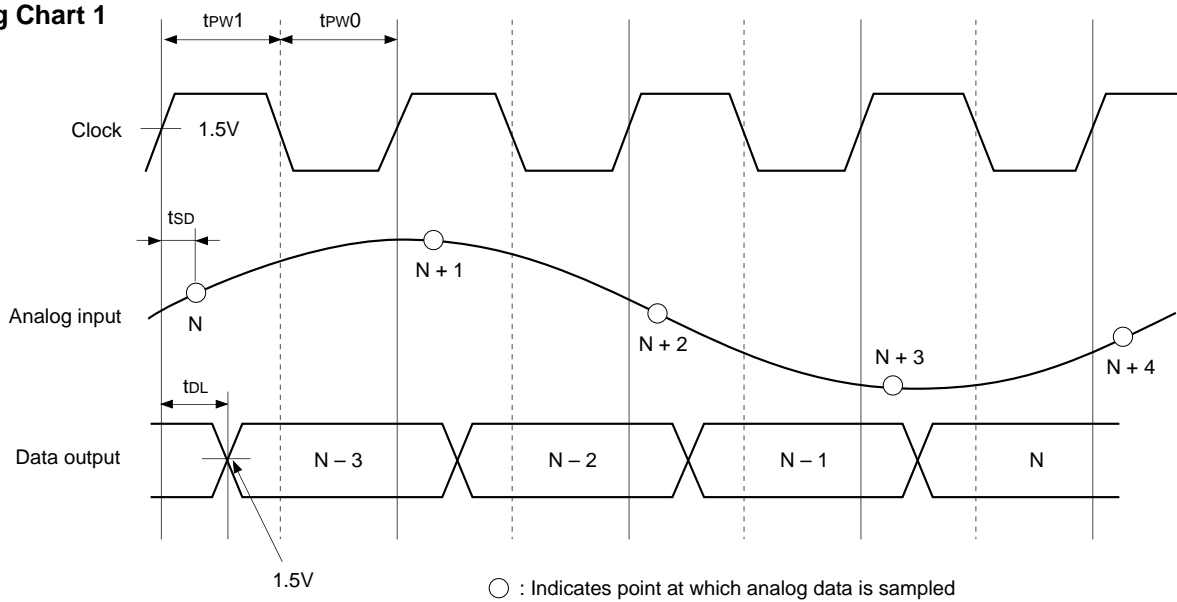 g Chart 1
tPW1 tPW0
Clock 1.5V
tSD
N + 1
Analog input N
N + 2
N + 3
N + 4
tDL
Data output N – 3 N – 2 N – 1 N
1.5V
: Indicates point at which analog data is sampled